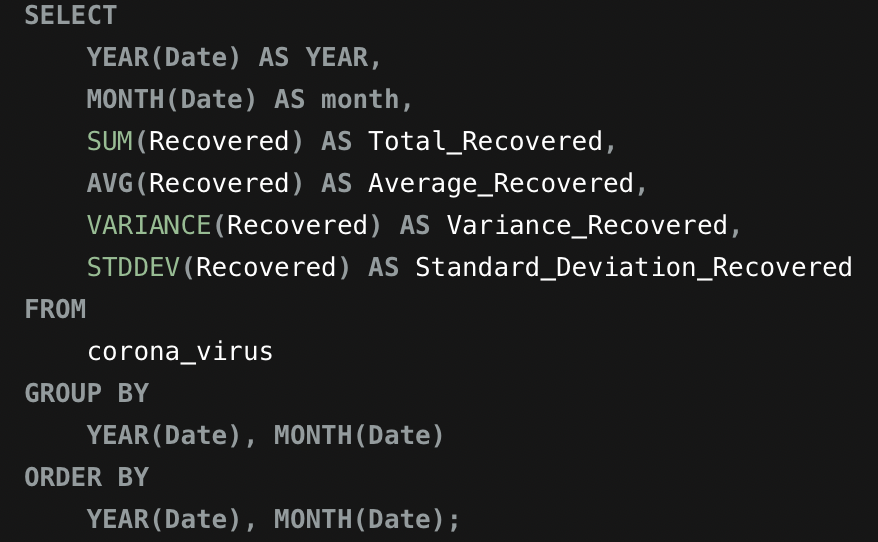 SELECT
    YEAR(Date) AS YEAR,
    MONTH(Date) AS month,
    SUM(Recovered) AS Total_Recovered,
    AVG(Recovered) AS Average_Recovered,
    VARIANCE(Recovered) AS Variance_Recovered,
    STDDEV(Recovered) AS Standard_Deviation_Recovered
FROM
    corona_virus
GROUP BY
    YEAR(Date), MONTH(Date)
ORDER BY
    YEAR(Date), MONTH(Date);